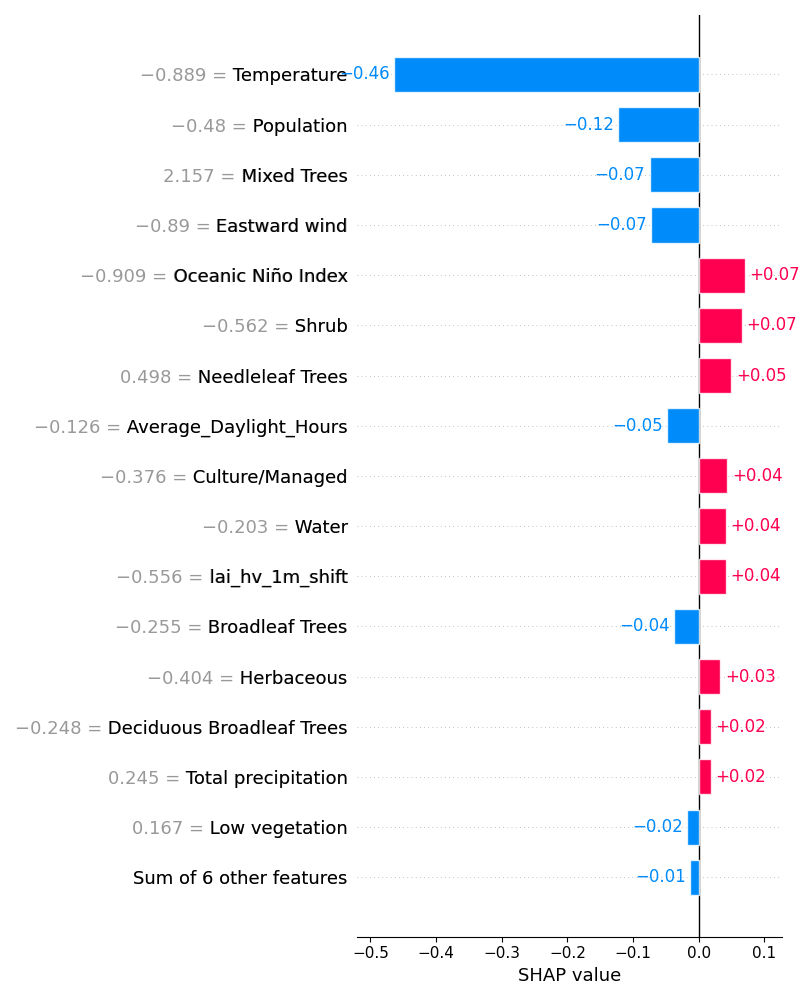 −0.889 = Temperature −0.46
−0.48 = Population −0.12
2.157 = Mixed Trees −0.07
−0.89 = Eastward wind −0.07
−0.909 = Oceanic Niño Index +0.07
−0.562 = Shrub +0.07
0.498 = Needleleaf Trees +0.05
−0.126 = Average_Daylight_Hours −0.05
−0.376 = Culture/Managed +0.04
−0.203 = Water +0.04
−0.556 = lai_hv_1m_shift +0.04
−0.255 = Broadleaf Trees −0.04
−0.404 = Herbaceous +0.03
−0.248 = Deciduous Broadleaf Trees +0.02
0.245 = Total precipitation +0.02
0.167 = Low vegetation −0.02
Sum of 6 other features −0.01
−0.5 −0.4 −0.3 −0.2 −0.1 0.0 0.1
SHAP value